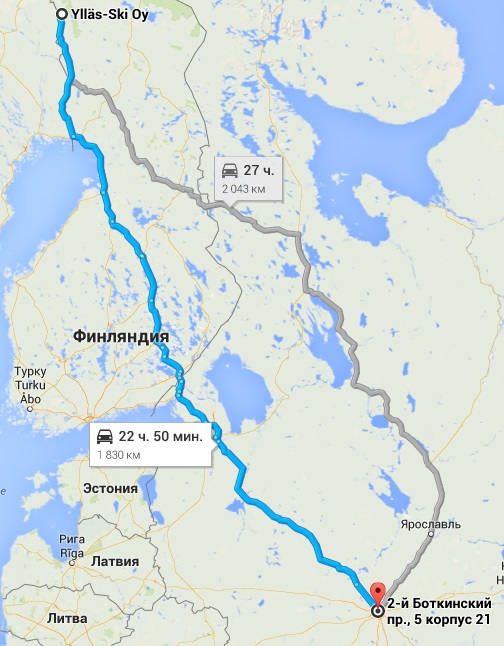 Ylläs-Ski Oy
27 ч.
2 043 км
Финляндия
Турку
Turku
Åbo
22 ч. 50 мин.
1 830 км
Эстония
Ярославль
Рига
Rīga
Латвия
2-й Боткинский
пр., 5 корпус 21
Литва